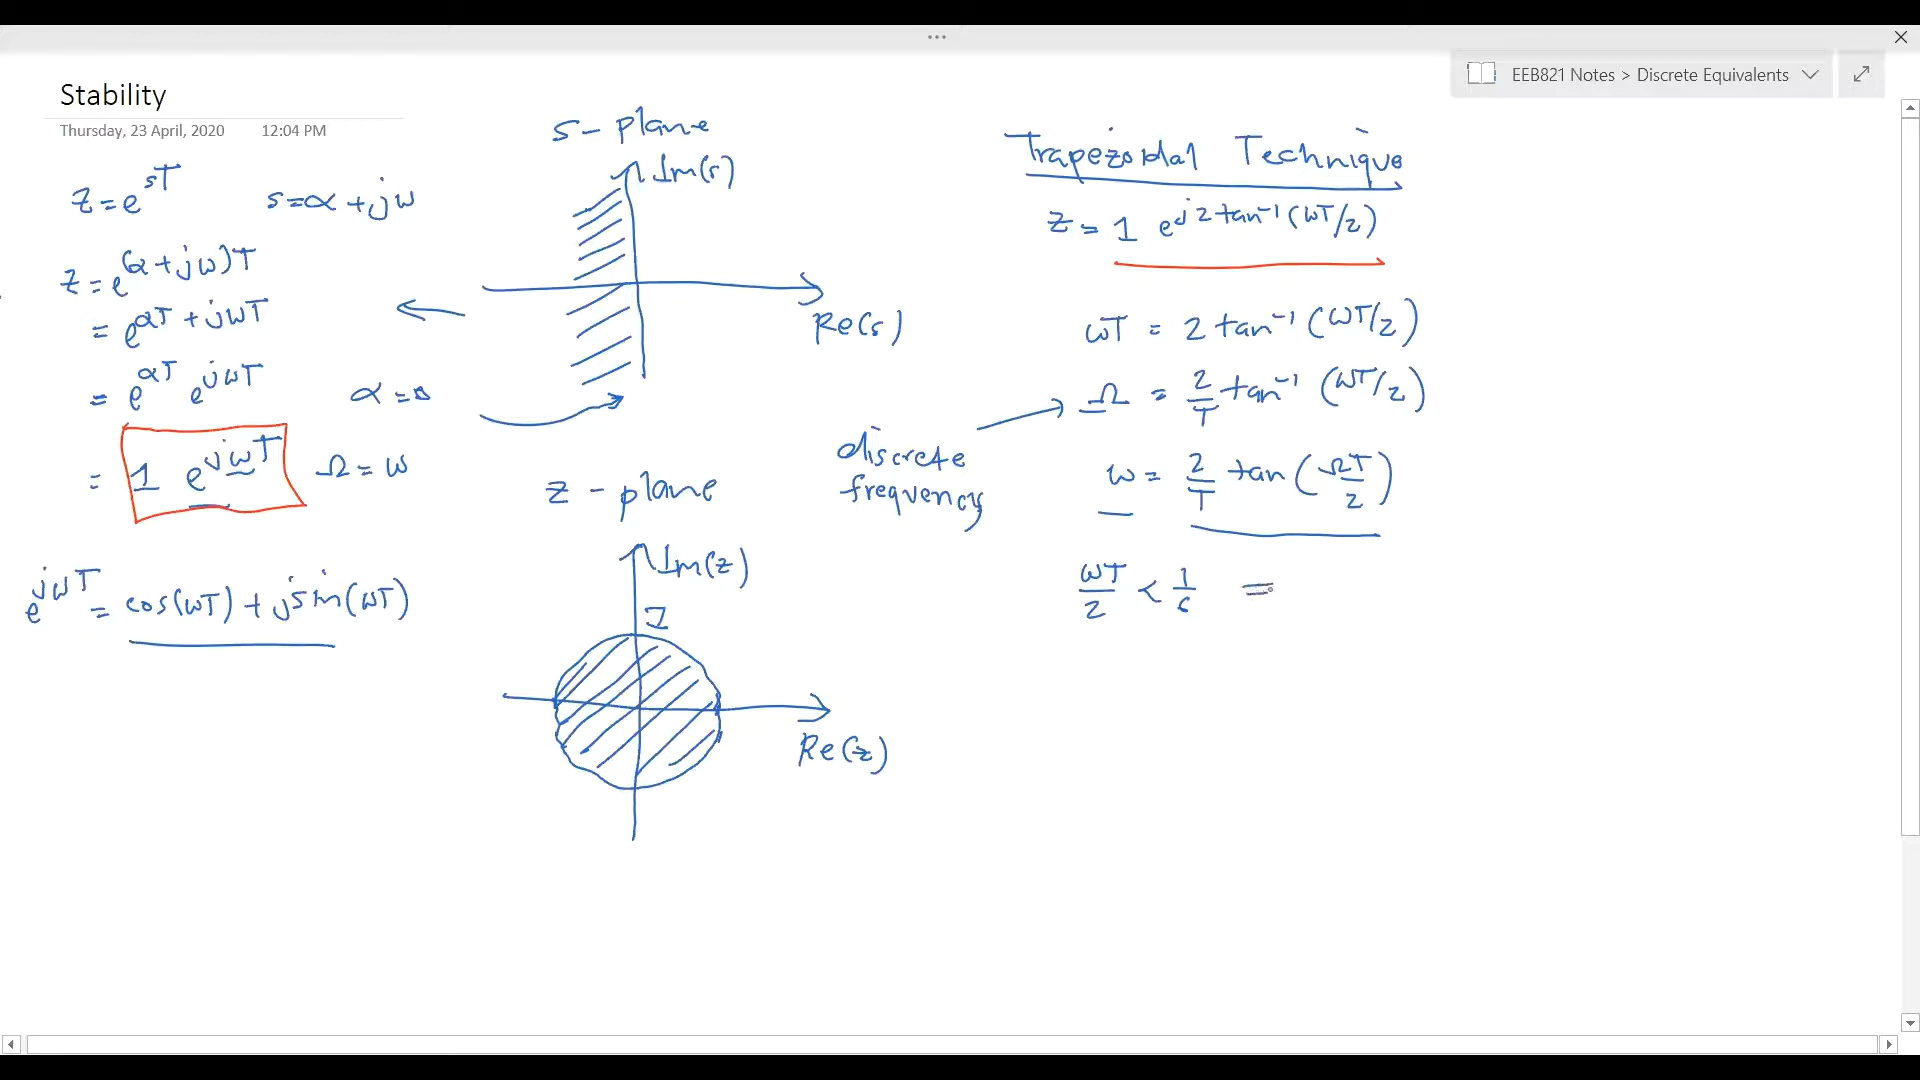 EEB821 Notes > Discrete Equivalents
Stability
Thursday, 23 April, 2020 12:04 PM
z = e^{sT} s = α + jω
z = e^{(α + jω)T}
= e^{αT + jωT}
= e^{αT} e^{jωT} α = 0
= 1 e^{jωT} Ω = ω
e^{jωT} = cos(ωT) + j sin(ωT)
s - plane
Im(s)
Re(s)
z - plane
Im(z)
1
Re(z)
discrete
frequency
Trapezoidal Technique
z = 1 e^{j2 tan⁻¹(ωT/2)}
ωT = 2 tan⁻¹(ωT/2)
Ω = 2/T tan⁻¹(ωT/2)
ω = 2/T tan(ΩT/2)
ωT/2 < 1/6 =